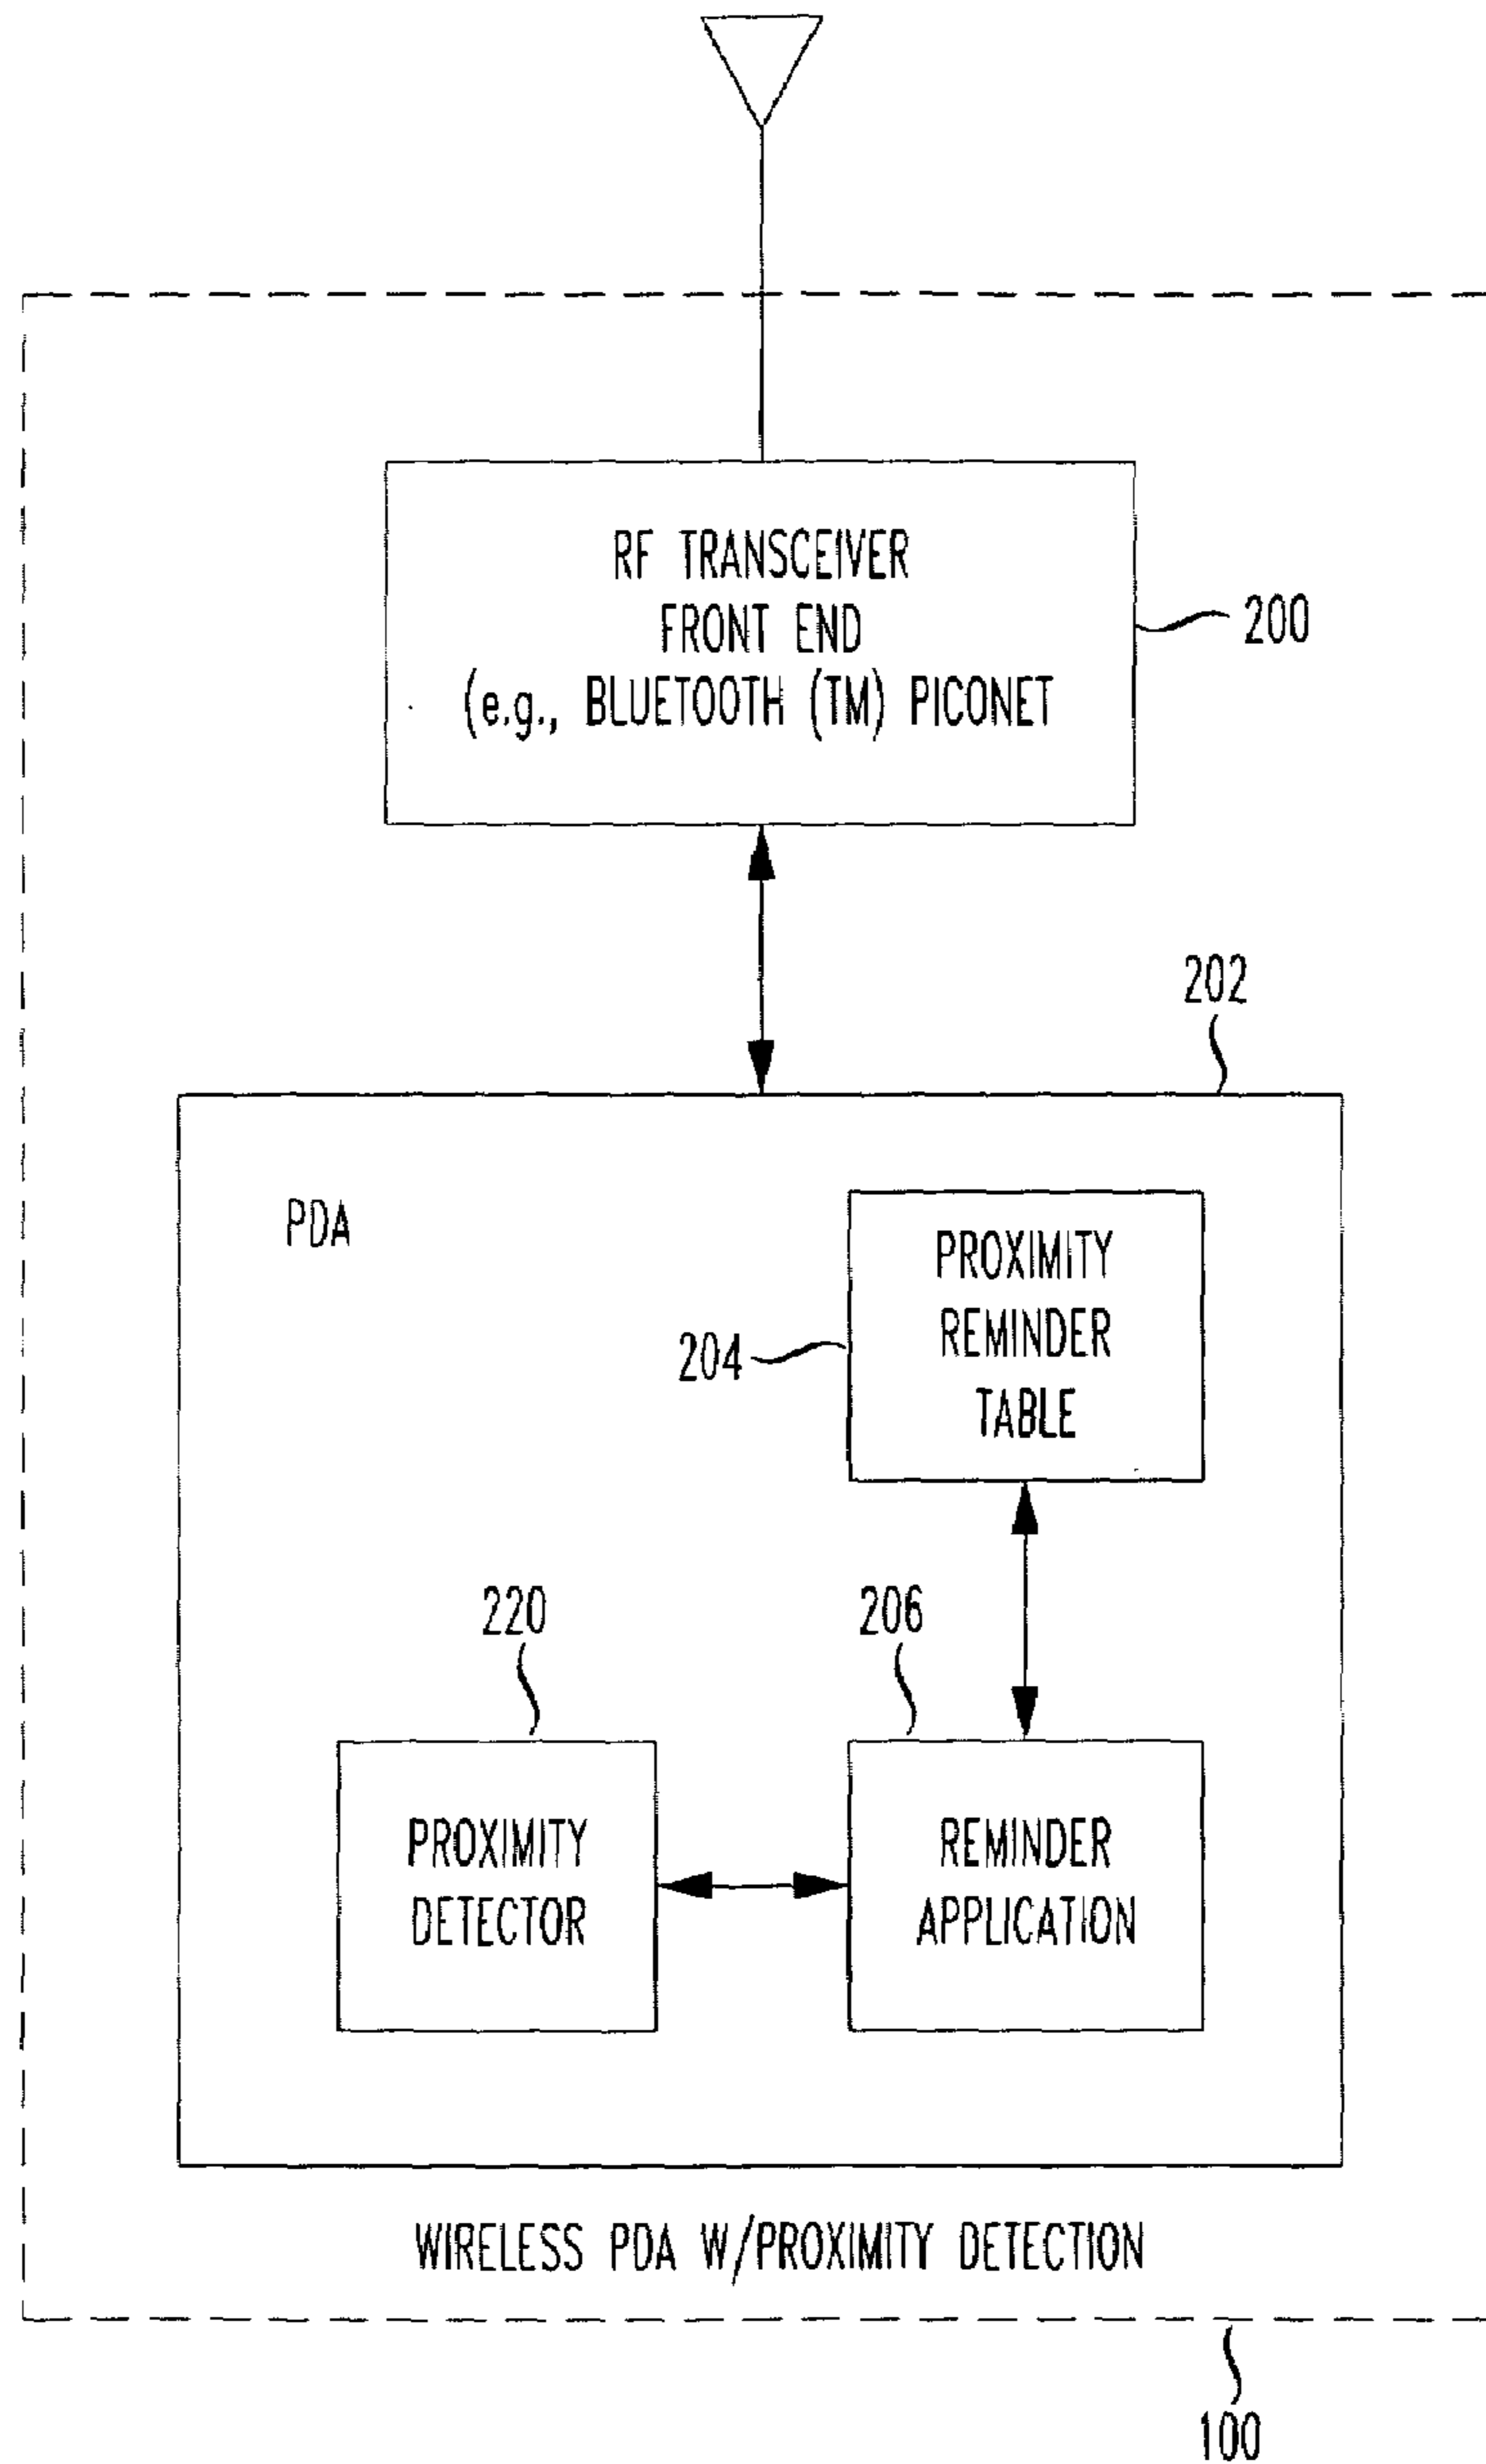 RF TRANSCEIVER
FRONT END
(e.g., BLUETOOTH (TM) PICONET
200
202
PDA
PROXIMITY
REMINDER
TABLE
204
220
206
PROXIMITY
DETECTOR
REMINDER
APPLICATION
WIRELESS PDA W/PROXIMITY DETECTION
100